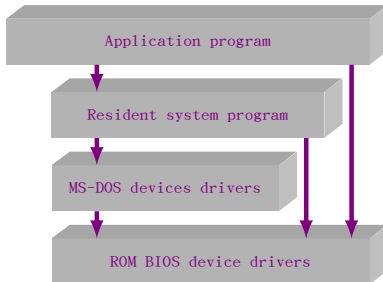 Application program
Resident system program
MS-DOS devices drivers
ROM BIOS device drivers